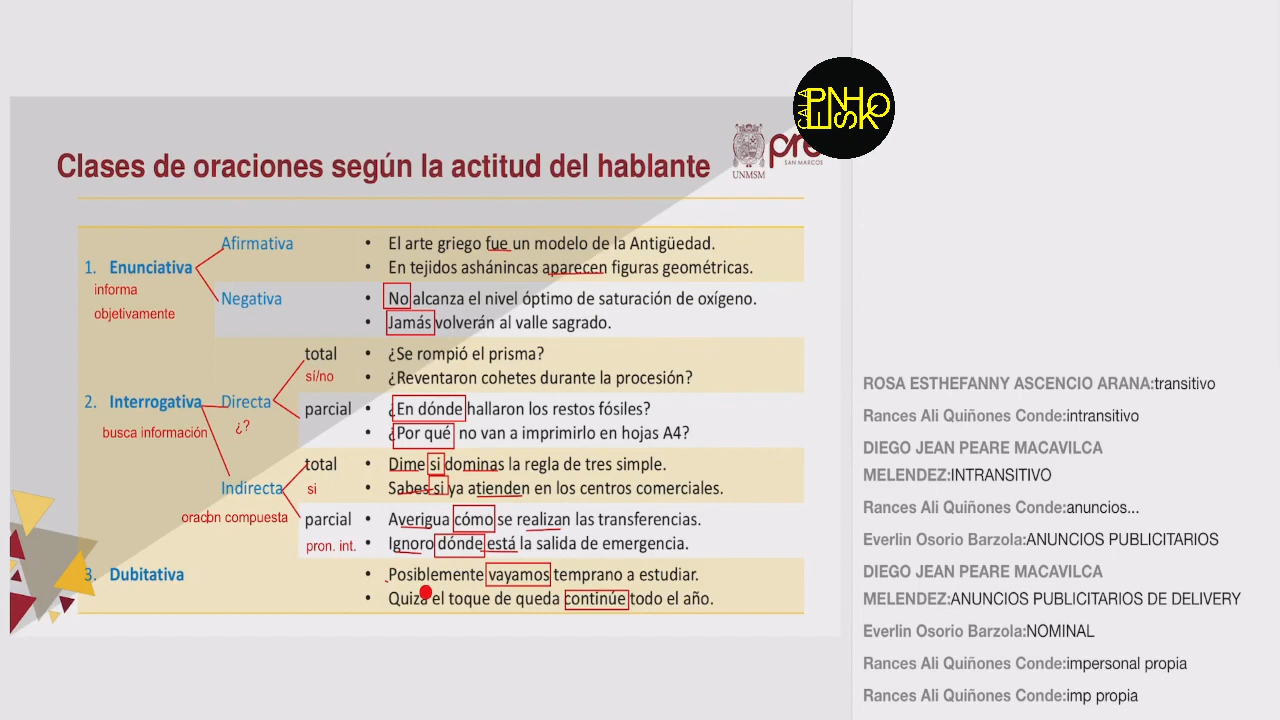 CALA
PNHO
ESK
pre
SAN MARCOS
UNMSM
Clases de oraciones según la actitud del hablante
1. Enunciativa
informa
objetivamente
Afirmativa
• El arte griego fue un modelo de la Antigüedad.
• En tejidos ashánincas aparecen figuras geométricas.
Negativa
• No alcanza el nivel óptimo de saturación de oxígeno.
• Jamás volverán al valle sagrado.
2. Interrogativa
busca información
Directa
¿?
total
sí/no
• ¿Se rompió el prisma?
• ¿Reventaron cohetes durante la procesión?
parcial
• ¿En dónde hallaron los restos fósiles?
• ¿Por qué no van a imprimirlo en hojas A4?
Indirecta
oracón compuesta
total
si
• Dime si dominas la regla de tres simple.
• Sabes si ya atienden en los centros comerciales.
parcial
pron. int.
• Averigua cómo se realizan las transferencias.
• Ignoro dónde está la salida de emergencia.
3. Dubitativa
• Posiblemente vayamos temprano a estudiar.
• Quizá el toque de queda continúe todo el año.
ROSA ESTHEFANNY ASCENCIO ARANA:transitivo
Rances Ali Quiñones Conde:intransitivo
DIEGO JEAN PEARE MACAVILCA
MELENDEZ:INTRANSITIVO
Rances Ali Quiñones Conde:anuncios...
Everlin Osorio Barzola:ANUNCIOS PUBLICITARIOS
DIEGO JEAN PEARE MACAVILCA
MELENDEZ:ANUNCIOS PUBLICITARIOS DE DELIVERY
Everlin Osorio Barzola:NOMINAL
Rances Ali Quiñones Conde:impersonal propia
Rances Ali Quiñones Conde:imp propia